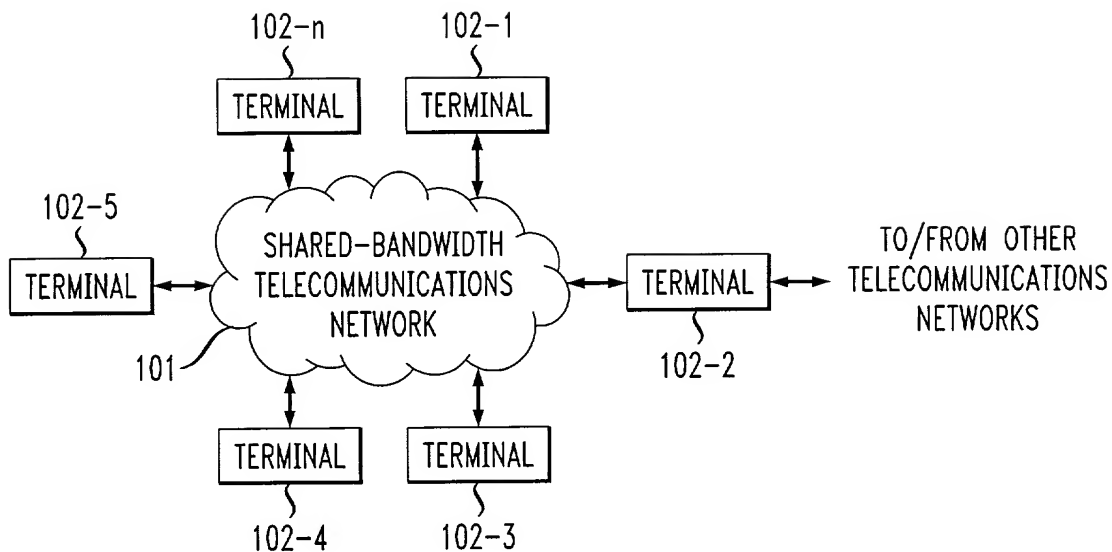 102-n
102-1
TERMINAL
TERMINAL
102-5
TERMINAL
SHARED-BANDWIDTH
TELECOMMUNICATIONS
NETWORK
TERMINAL
TO/FROM OTHER
TELECOMMUNICATIONS
NETWORKS
101
102-2
TERMINAL
TERMINAL
102-4
102-3